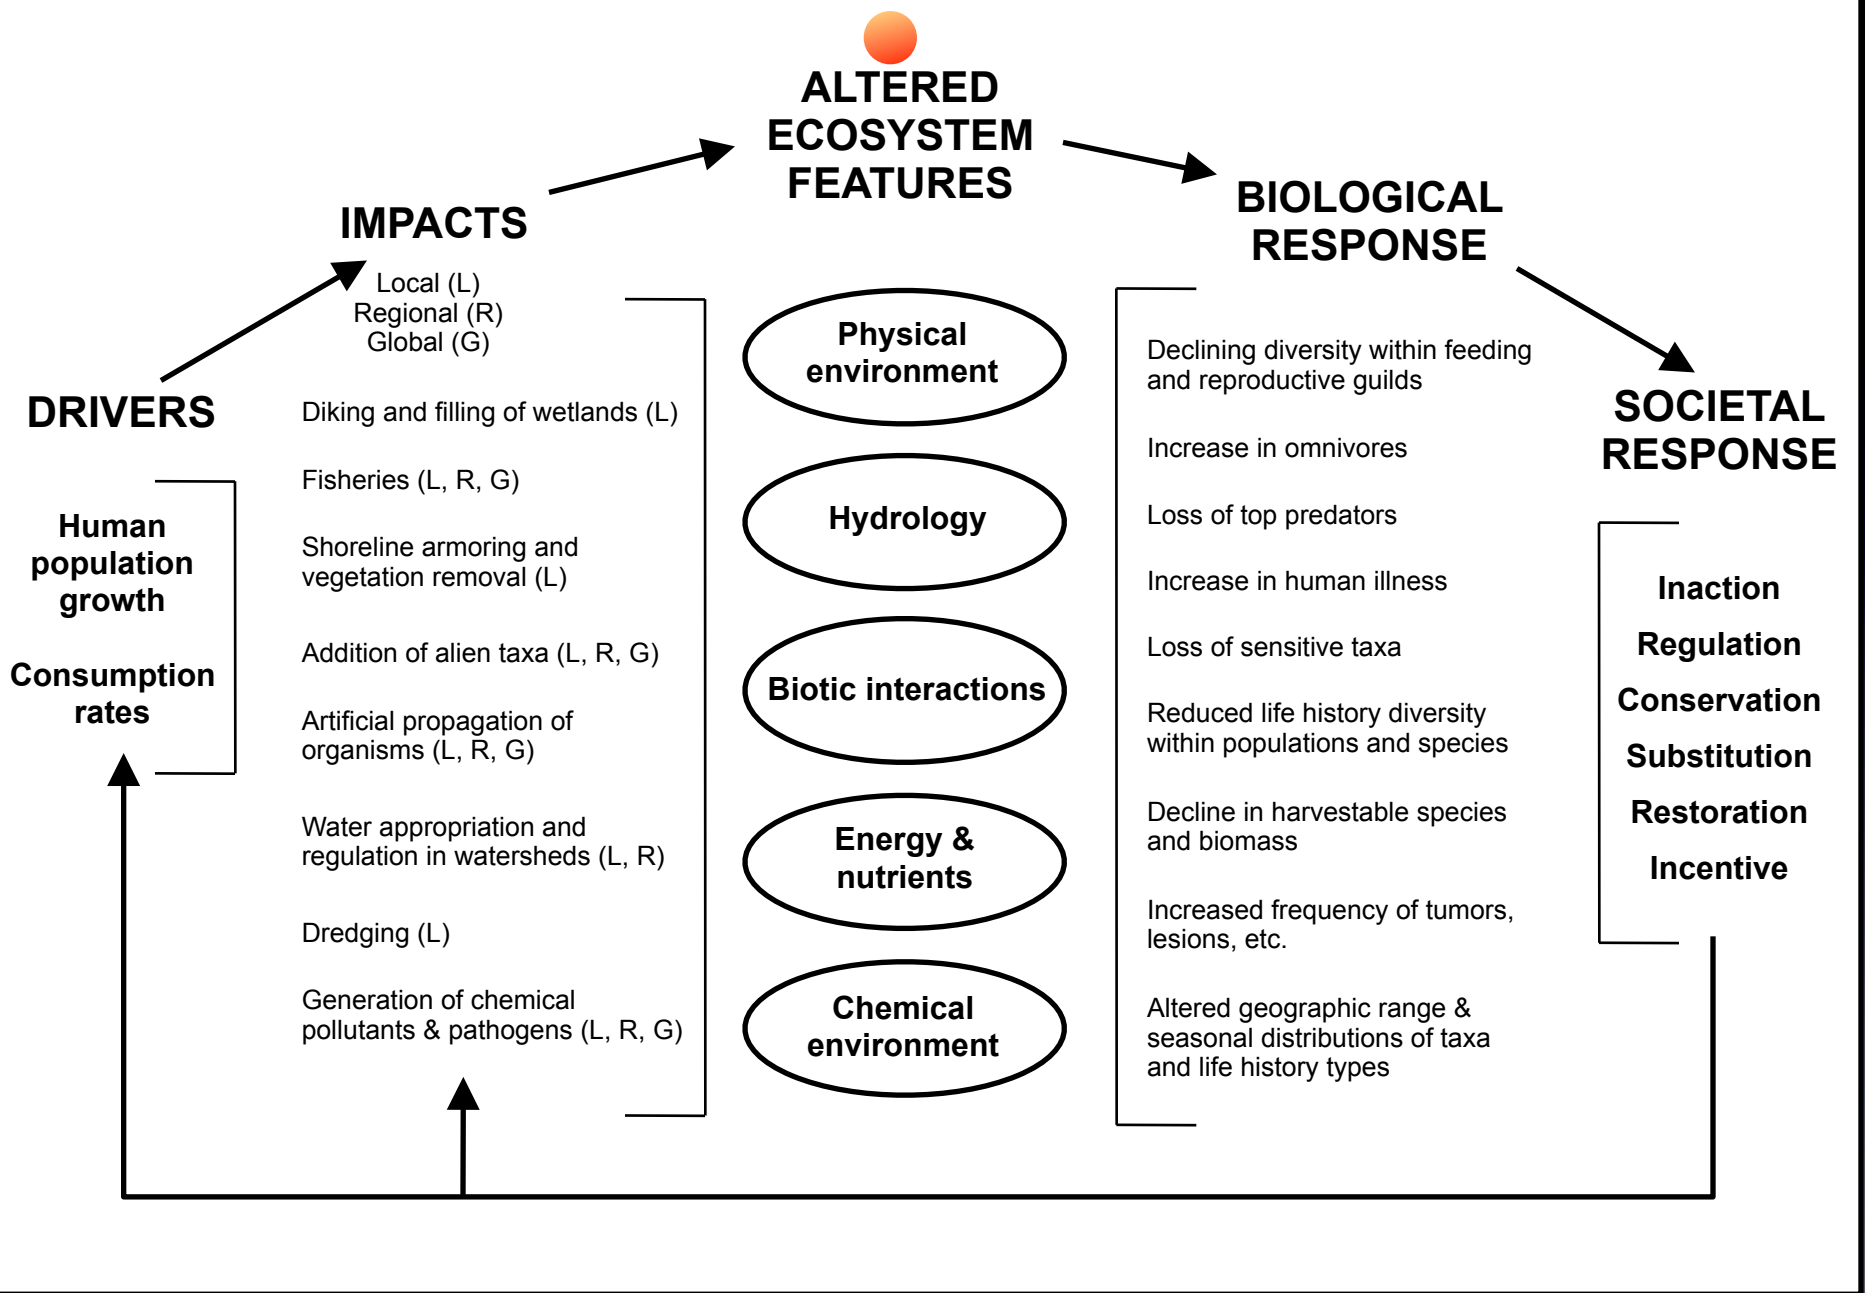 DRIVERS
Human
population
growth
Consumption
rates
IMPACTS
Local (L)
Regional (R)
Global (G)
Diking and filling of wetlands (L)
Fisheries (L, R, G)
Shoreline armoring and
vegetation removal (L)
Addition of alien taxa (L, R, G)
Artificial propagation of
organisms (L, R, G)
Water appropriation and
regulation in watersheds (L, R)
Dredging (L)
Generation of chemical
pollutants & pathogens (L, R, G)
ALTERED
ECOSYSTEM
FEATURES
Physical
environment
Hydrology
Biotic interactions
Energy &
nutrients
Chemical
environment
BIOLOGICAL
RESPONSE
Declining diversity within feeding
and reproductive guilds
Increase in omnivores
Loss of top predators
Increase in human illness
Loss of sensitive taxa
Reduced life history diversity
within populations and species
Decline in harvestable species
and biomass
Increased frequency of tumors,
lesions, etc.
Altered geographic range &
seasonal distributions of taxa
and life history types
SOCIETAL
RESPONSE
Inaction
Regulation
Conservation
Substitution
Restoration
Incentive